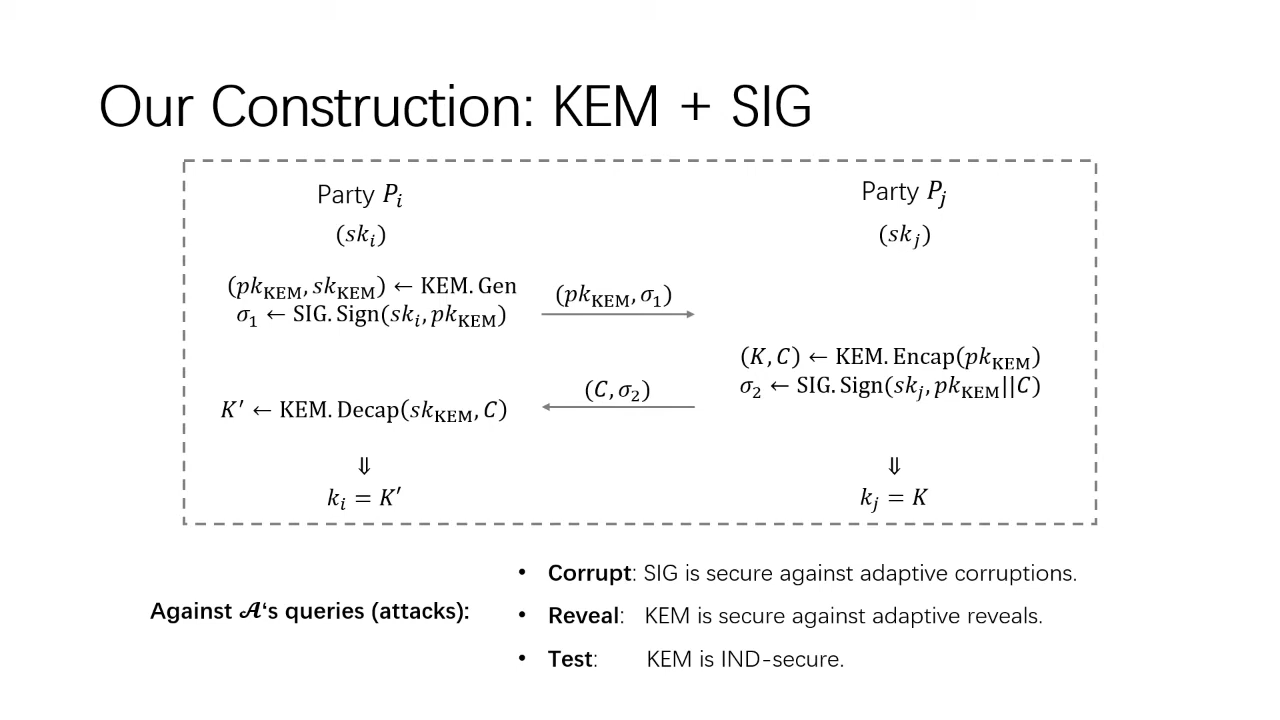 Our Construction: KEM + SIG
Party P_i
Party P_j
(sk_i)
(sk_j)
(pk_KEM, sk_KEM) ← KEM. Gen
σ_1 ← SIG. Sign(sk_i, pk_KEM)
(pk_KEM, σ_1)
(K, C) ← KEM. Encap(pk_KEM)
σ_2 ← SIG. Sign(sk_j, pk_KEM||C)
(C, σ_2)
K′ ← KEM. Decap(sk_KEM, C)
⇓
⇓
k_i = K′
k_j = K
Against 𝓐‘s queries (attacks):
• Corrupt: SIG is secure against adaptive corruptions.
• Reveal: KEM is secure against adaptive reveals.
• Test: KEM is IND-secure.